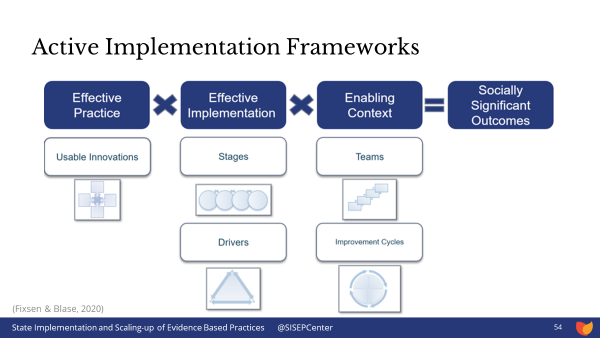 Active Implementation Frameworks
Effective
Practice
Effective
Implementation
Enabling
Context
Socially
Significant
Outcomes
Usable Innovations
Stages
Teams
Drivers
Improvement Cycles
(Fixsen & Blase, 2020)
State Implementation and Scaling-up of Evidence Based Practices @SISEPCenter
54